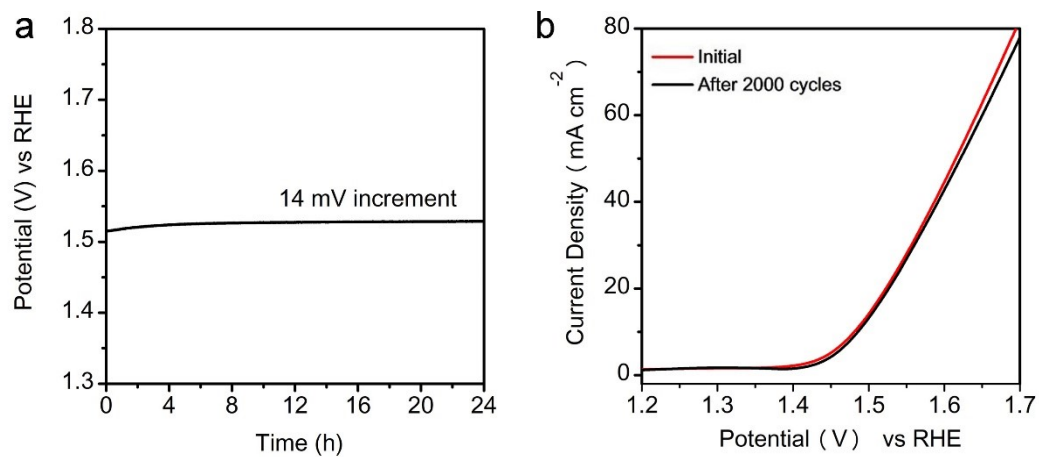 a
1.8
1.7
1.6
1.5
1.4
1.3
Potential (V) vs RHE
14 mV increment
0 4 8 12 16 20 24
Time (h)
b
80
60
40
20
0
Current Density ( mA cm-2 )
Initial
After 2000 cycles
1.2 1.3 1.4 1.5 1.6 1.7
Potential ( V ) vs RHE